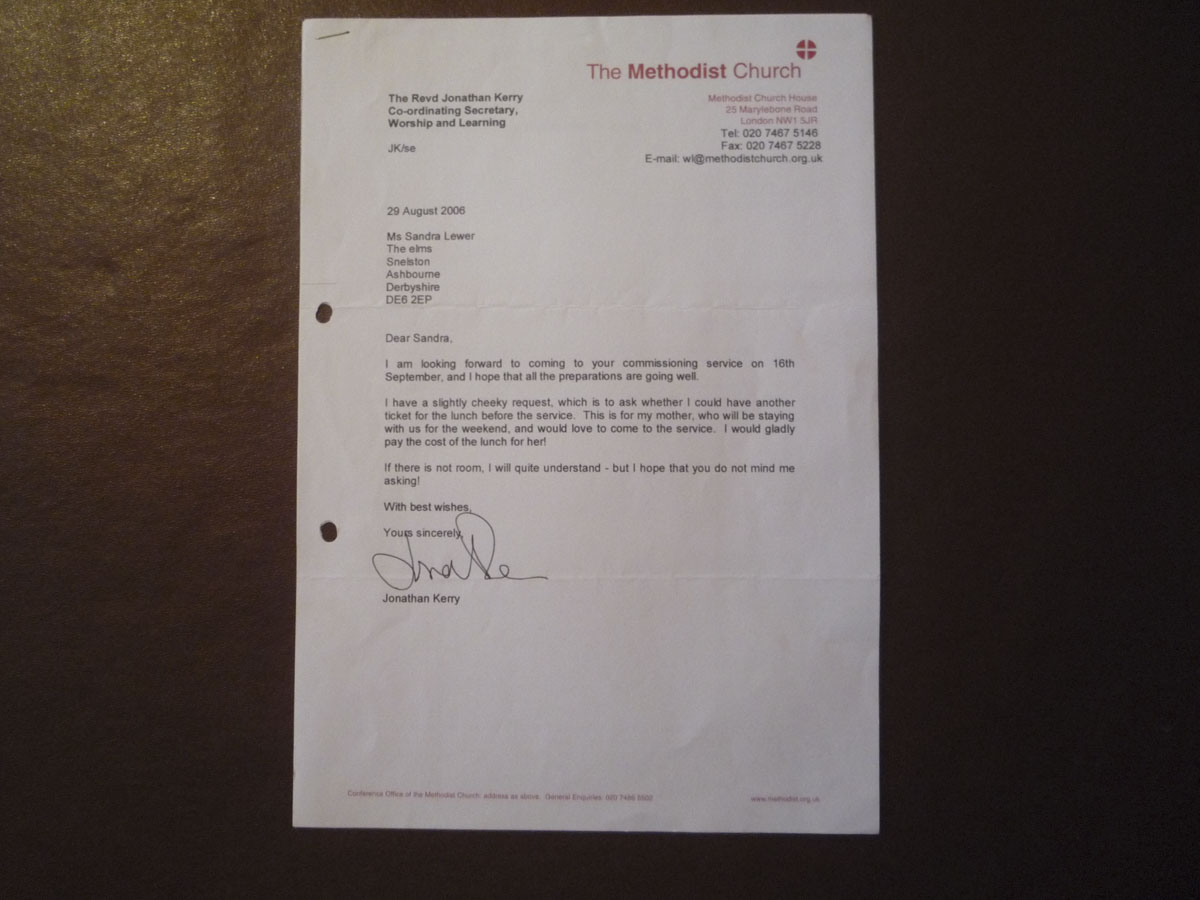 The Methodist Church
The Revd Jonathan Kerry
Co-ordinating Secretary,
Worship and Learning
JK/se
Methodist Church House
25 Marylebone Road
London NW1 5JR
Tel: 020 7467 5146
Fax: 020 7467 5228
E-mail: wl@methodistchurch.org.uk
29 August 2006
Ms Sandra Lewer
The elms
Snelston
Ashbourne
Derbyshire
DE6 2EP
Dear Sandra,
I am looking forward to coming to your commissioning service on 16th
September, and I hope that all the preparations are going well.
I have a slightly cheeky request, which is to ask whether I could have another
ticket for the lunch before the service. This is for my mother, who will be staying
with us for the weekend, and would love to come to the service. I would gladly
pay the cost of the lunch for her!
If there is not room, I will quite understand - but I hope that you do not mind me
asking!
With best wishes,
Yours sincerely,
Jonathan Kerry
Conference Office of the Methodist Church: address as above. General Enquiries: 020 7486 5502
www.methodist.org.uk